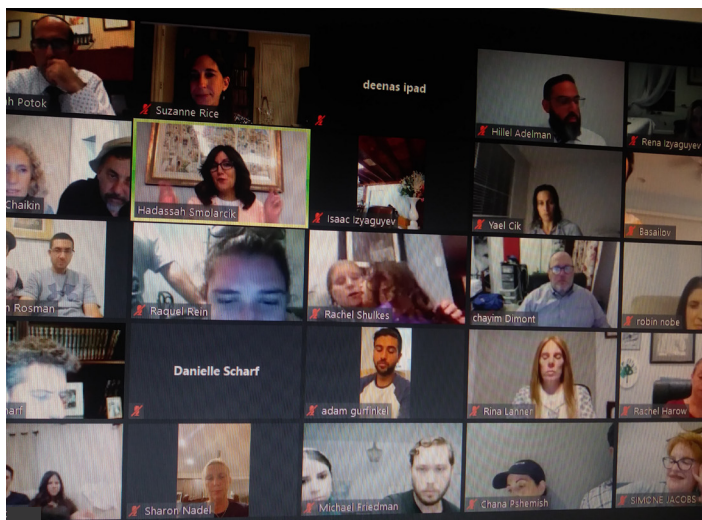 h Potok
Suzanne Rice
deenas ipad
Hillel Adelman
Rena Izyaguyev
Chaikin
Hadassah Smolarcik
Isaac Izyaguyev
Yael Cik
Basailov
n Rosman
Raquel Rein
Rachel Shulkes
chayim Dimont
robin nobe
arf
Danielle Scharf
adam gurfinkel
Rina Lanner
Rachel Harow
Sharon Nadel
Michael Friedman
Chana Pshemish
SIMONE JACOBS